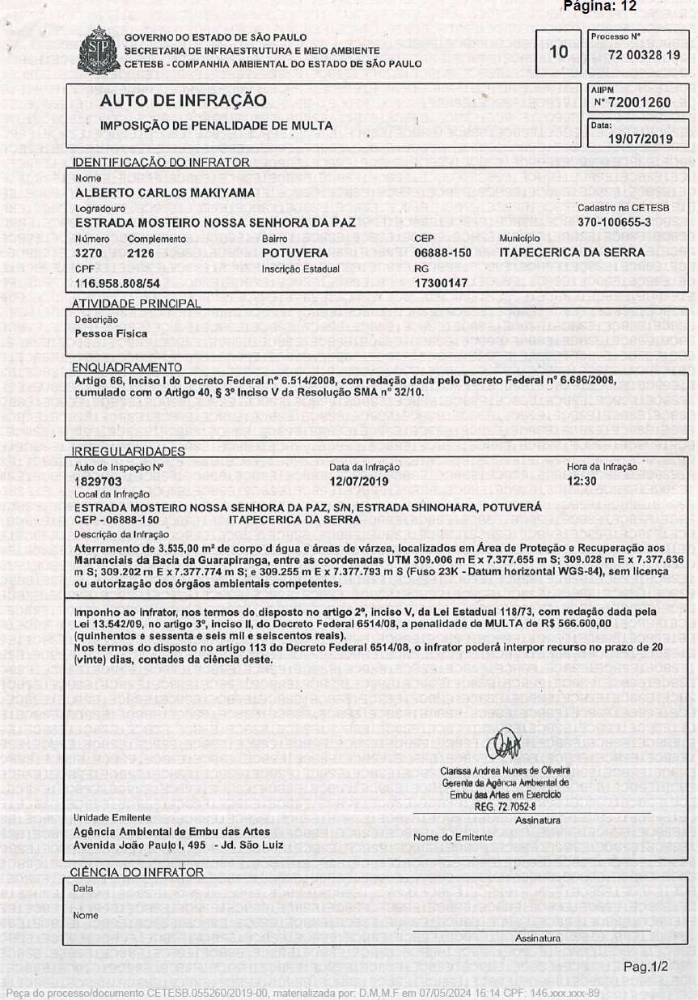 Página: 12
GOVERNO DO ESTADO DE SÃO PAULO
SECRETARIA DE INFRAESTRUTURA E MEIO AMBIENTE
CETESB - COMPANHIA AMBIENTAL DO ESTADO DE SÃO PAULO
10
Processo Nº
72 00328 19
AUTO DE INFRAÇÃO
IMPOSIÇÃO DE PENALIDADE DE MULTA
AIIPM
Nº 72001260
Data:
19/07/2019
IDENTIFICAÇÃO DO INFRATOR
Nome
ALBERTO CARLOS MAKIYAMA
Logradouro Cadastro na CETESB
ESTRADA MOSTEIRO NOSSA SENHORA DA PAZ 370-100655-3
Número Complemento Bairro CEP Município
3270 2126 POTUVERA 06888-150 ITAPECERICA DA SERRA
CPF Inscrição Estadual RG
116.958.808/54 17300147
ATIVIDADE PRINCIPAL
Descrição
Pessoa Física
ENQUADRAMENTO
Artigo 66, Inciso I do Decreto Federal nº 6.514/2008, com redação dada pelo Decreto Federal nº 6.686/2008,
cumulado com o Artigo 40, § 3º Inciso V da Resolução SMA nº 32/10.
IRREGULARIDADES
Auto de Inspeção Nº Data da Infração Hora da Infração
1829703 12/07/2019 12:30
Local da Infração
ESTRADA MOSTEIRO NOSSA SENHORA DA PAZ, S/N, ESTRADA SHINOHARA, POTUVERÁ
CEP - 06888-150 ITAPECERICA DA SERRA
Descrição da Infração
Aterramento de 3.535,00 m² de corpo d água e áreas de várzea, localizados em Área de Proteção e Recuperação aos
Mananciais da Bacia da Guarapiranga, entre as coordenadas UTM 309.006 m E x 7.377.655 m S; 309.028 m E x 7.377.636
m S; 309.202 m E x 7.377.774 m S; e 309.255 m E x 7.377.793 m S (Fuso 23K - Datum horizontal WGS-84), sem licença
ou autorização dos órgãos ambientais competentes.
Imponho ao infrator, nos termos do disposto no artigo 2º, inciso V, da Lei Estadual 118/73, com redação dada pela
Lei 13.542/09, no artigo 3º, inciso II, do Decreto Federal 6514/08, a penalidade de MULTA de R$ 566.600,00
(quinhentos e sessenta e seis mil e seiscentos reais).
Nos termos do disposto no artigo 113 do Decreto Federal 6514/08, o infrator poderá interpor recurso no prazo de 20
(vinte) dias, contados da ciência deste.
Clarissa Andrea Nunes de Oliveira
Gerente da Agência Ambiental de
Embu das Artes em Exercício
REG. 72.7052-8
Assinatura
Nome do Emitente
Unidade Emitente
Agência Ambiental de Embu das Artes
Avenida João Paulo I, 495 - Jd. São Luiz
CIÊNCIA DO INFRATOR
Data
Nome
Assinatura
Pag.1/2
Peça do processo/documento CETESB.055260/2019-00, materializada por: D.M,M.F em 07/05/2024 16:14 CPF: 146.xxx.xxx-89